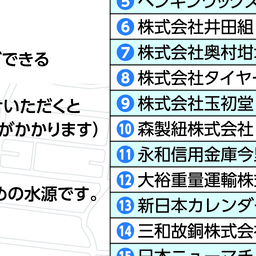 できる
いただくと
がかかります）
めの水源です。
⑥ 株式会社井田組
⑦ 株式会社奥村坩
⑧ 株式会社タイヤ
⑨ 株式会社玉初堂
⑩ 森製紐株式会社
⑪ 永和信用金庫今
⑫ 大裕重量運輸株
⑬ 新日本カレンダ
⑭ 三和故銅株式会